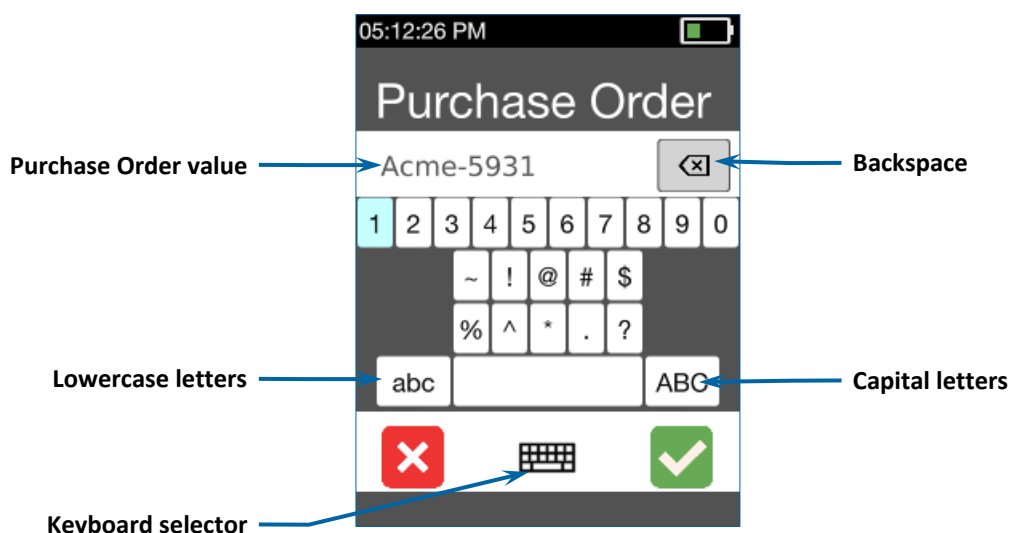 05:12:26 PM
Purchase Order
Purchase Order value
Acme-5931
Backspace
1 2 3 4 5 6 7 8 9 0
~ ! @ # $
% ^ * . ?
Lowercase letters
abc
ABC
Capital letters
Keyboard selector